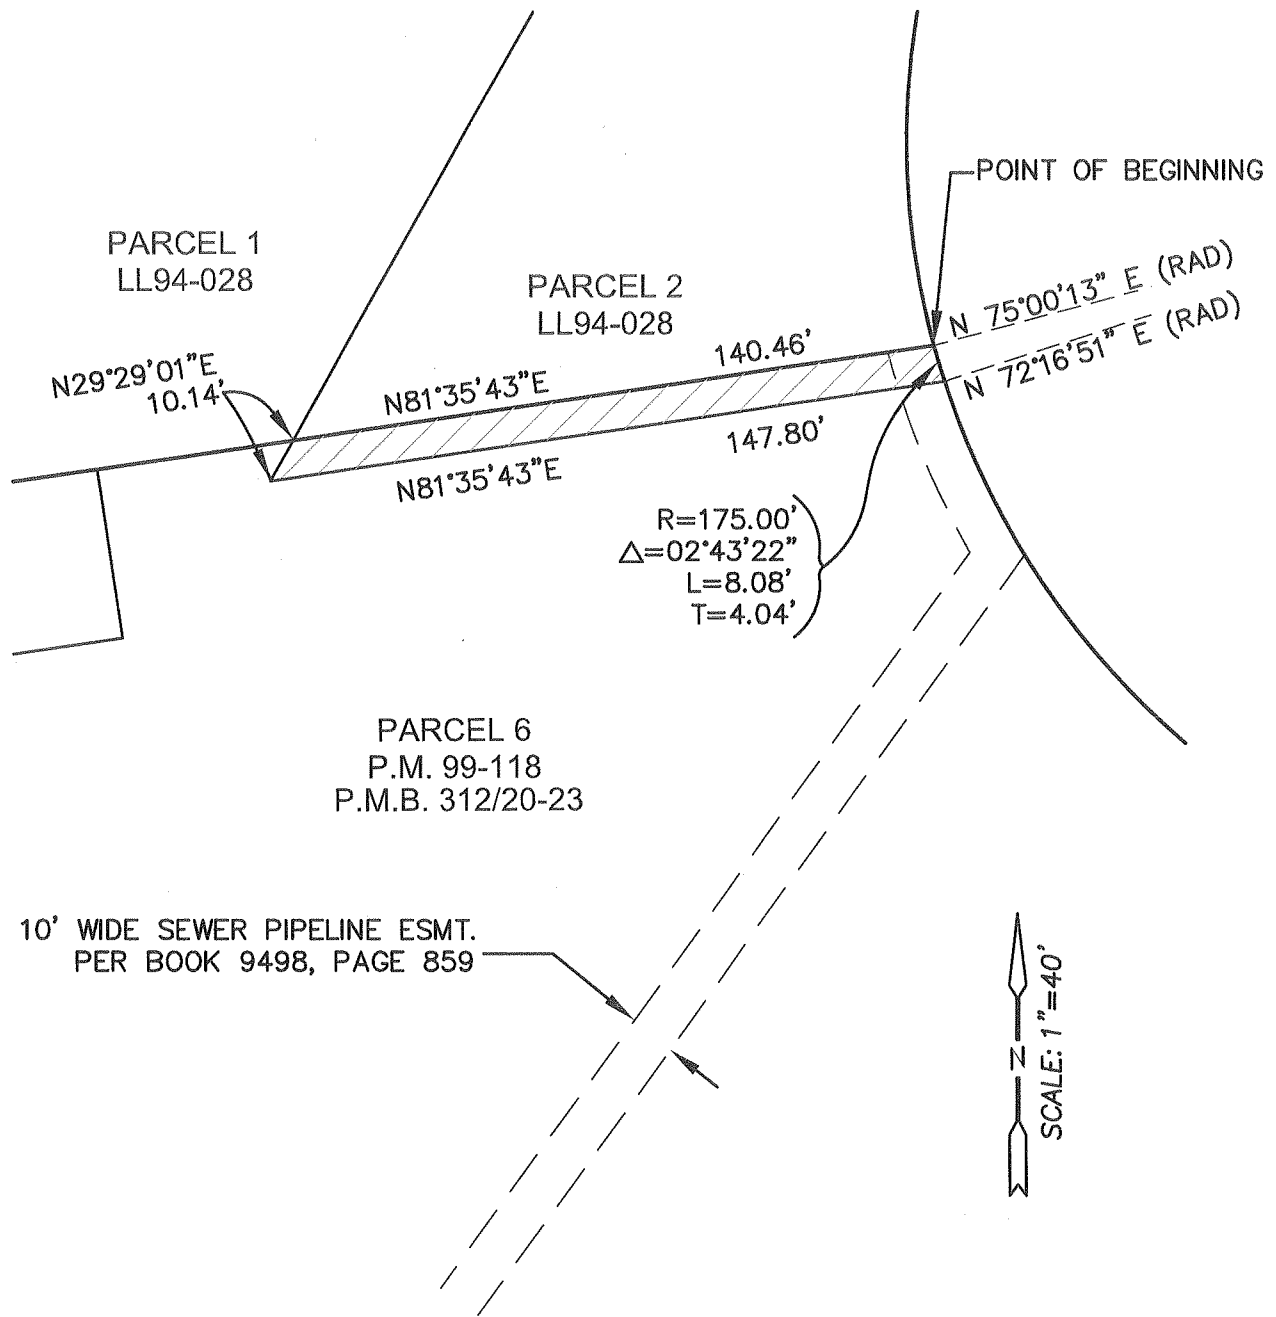 POINT OF BEGINNING
PARCEL 1
LL94-028
PARCEL 2
LL94-028
N 75°00'13" E (RAD)
N 72°16'51" E (RAD)
N29°29'01"E
10.14'
140.46'
N81°35'43"E
147.80'
N81°35'43"E
R=175.00'
△=02°43'22"
L=8.08'
T=4.04'
PARCEL 6
P.M. 99-118
P.M.B. 312/20-23
10' WIDE SEWER PIPELINE ESMT.
PER BOOK 9498, PAGE 859
N
SCALE: 1"=40'